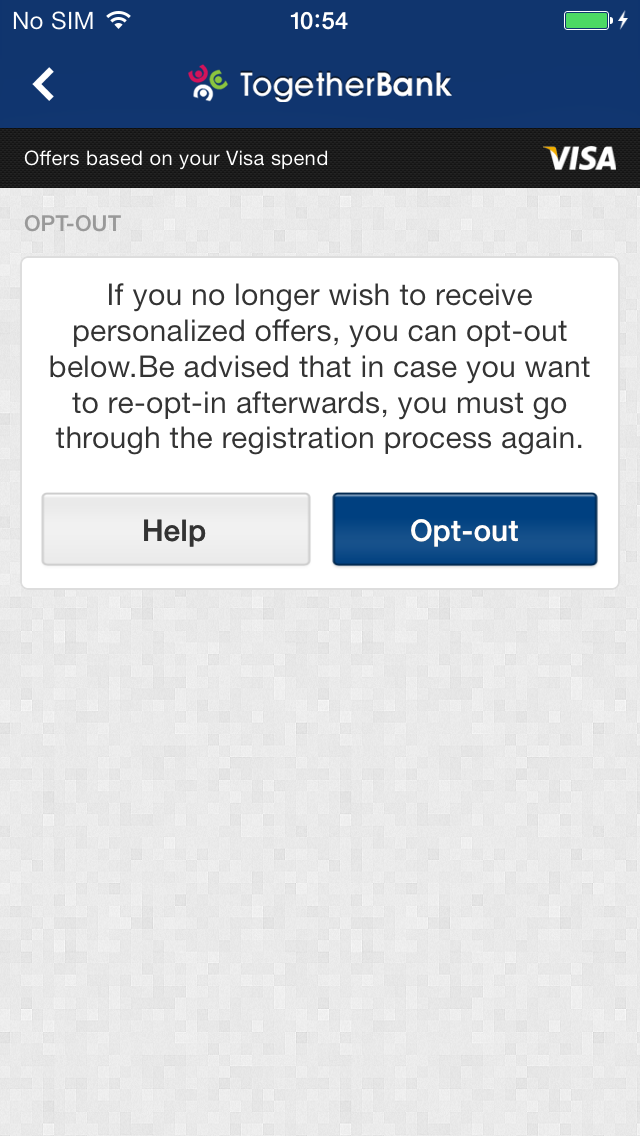 No SIM 10:54
TogetherBank
Offers based on your Visa spend VISA
OPT-OUT
If you no longer wish to receive
personalized offers, you can opt-out
below.Be advised that in case you want
to re-opt-in afterwards, you must go
through the registration process again.
Help Opt-out